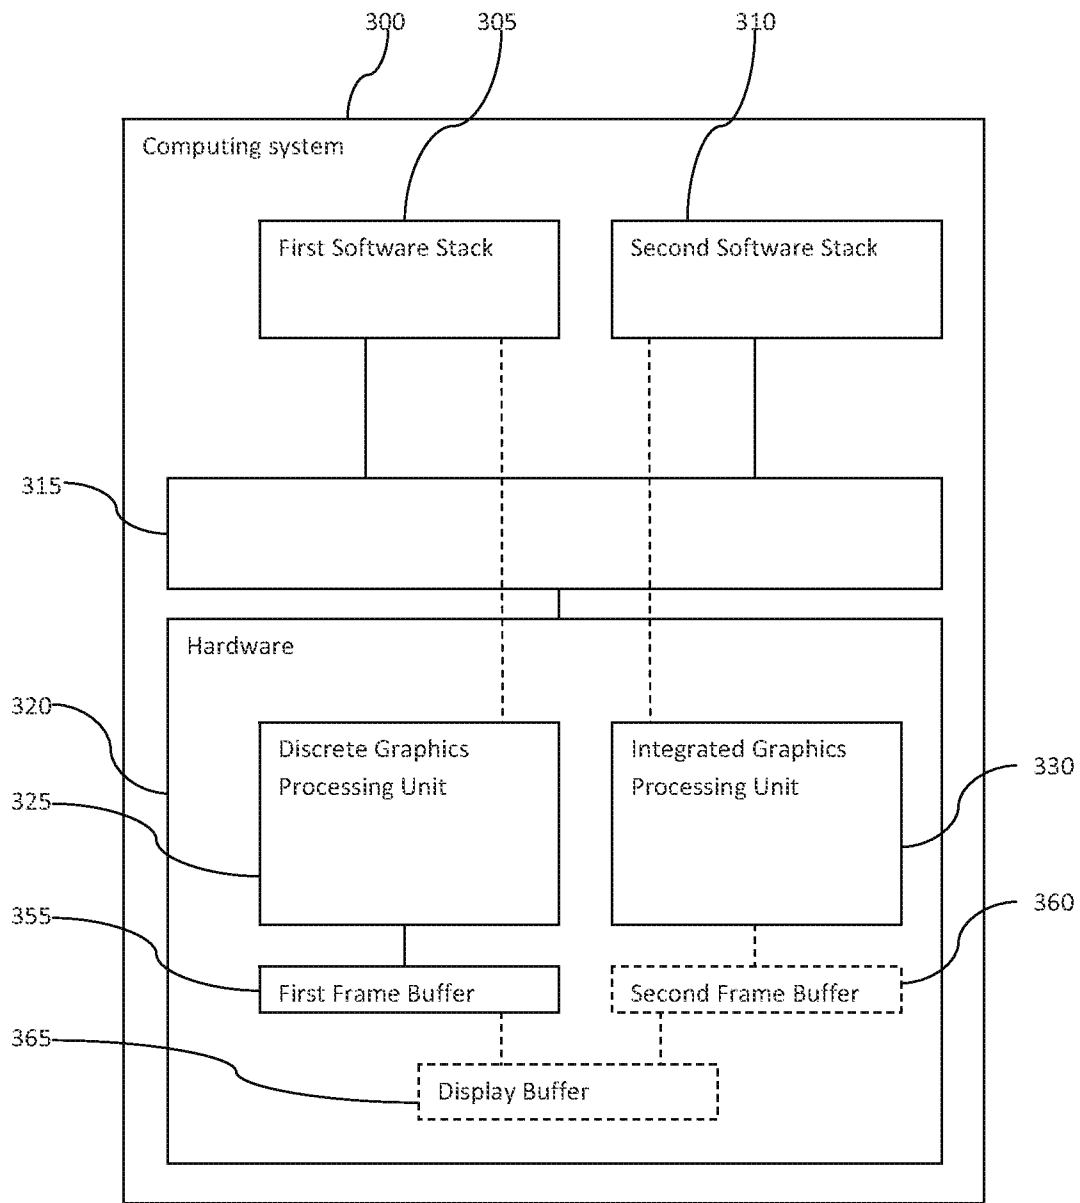 300
305
310
Computing system
First Software Stack
Second Software Stack
315
Hardware
320
Discrete Graphics
Processing Unit
Integrated Graphics
Processing Unit
330
325
355
360
First Frame Buffer
Second Frame Buffer
365
Display Buffer